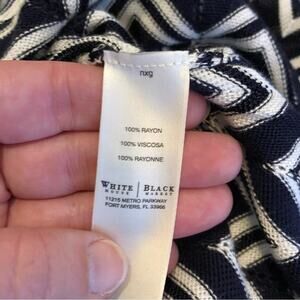 nxg
100% RAYON
100% VISCOSA
100% RAYONNE
WHITE | BLACK
HOUSE MARKET
11215 METRO PARKWAY
FORT MYERS, FL 33966